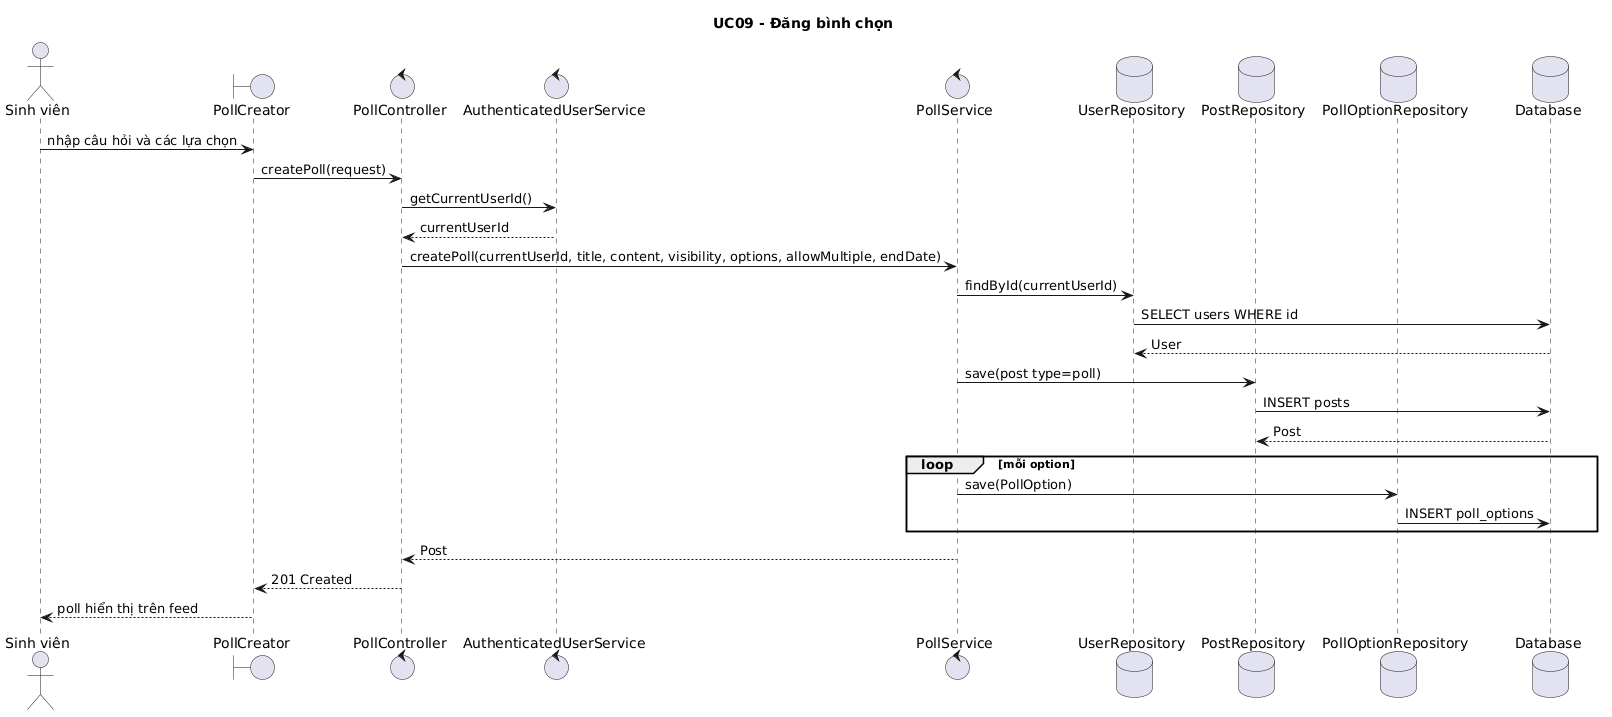 UC09 - Đăng bình chọn
Sinh viên
PollCreator
PollController
AuthenticatedUserService
PollService
UserRepository
PostRepository
PollOptionRepository
Database
nhập câu hỏi và các lựa chọn
createPoll(request)
getCurrentUserId()
currentUserId
createPoll(currentUserId, title, content, visibility, options, allowMultiple, endDate)
findById(currentUserId)
SELECT users WHERE id
User
save(post type=poll)
INSERT posts
Post
loop [mỗi option]
save(PollOption)
INSERT poll_options
Post
201 Created
poll hiển thị trên feed
Sinh viên
PollCreator
PollController
AuthenticatedUserService
PollService
UserRepository
PostRepository
PollOptionRepository
Database